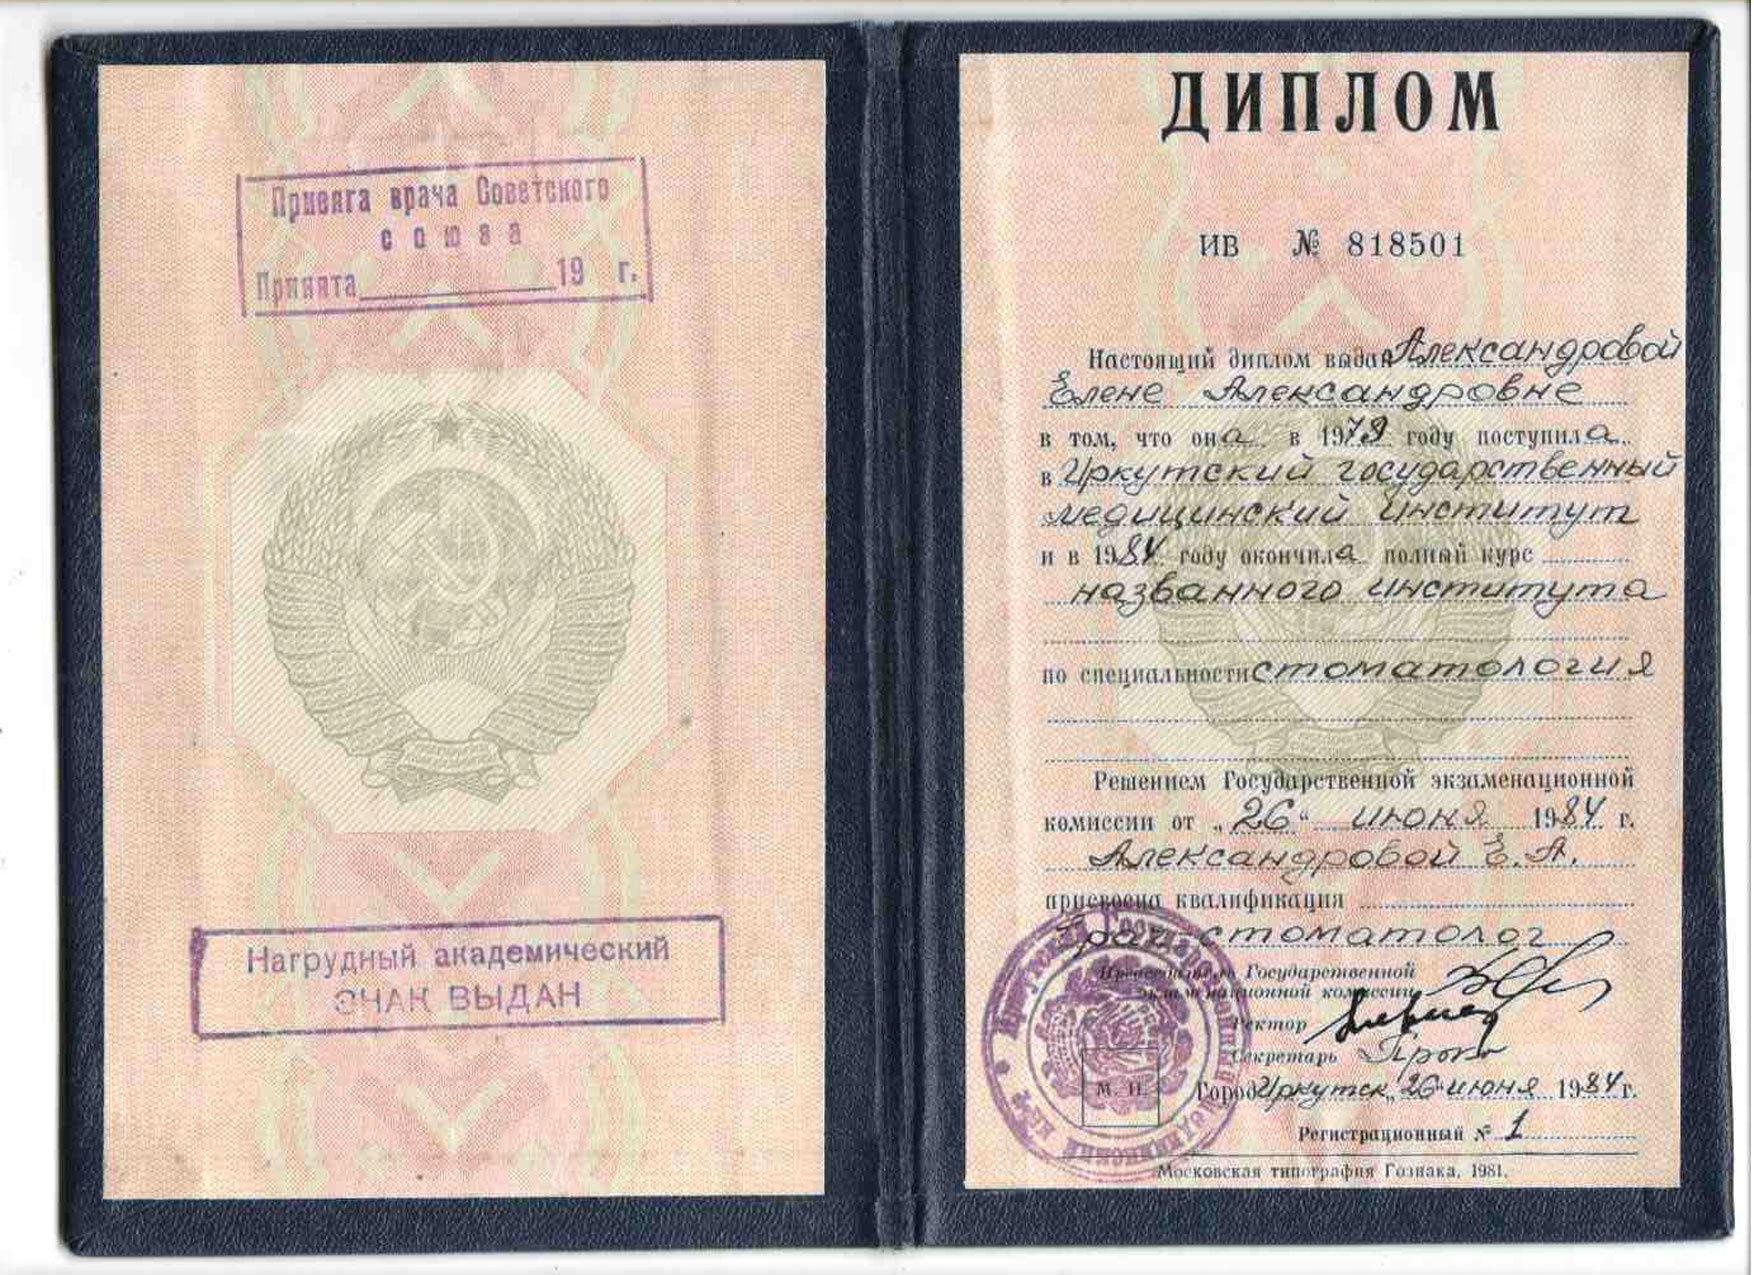 Присяга врача Советского
союза
Принята 19 г.
Нагрудный академический
ЗНАК ВЫДАН
ДИПЛОМ
ИВ № 818501
Настоящий диплом выдан Александровой
Елене Александровне
в том, что она в 1979 году поступила
в Иркутский государственный
медицинский институт
и в 1984 году окончила полный курс
названного института
по специальности стоматология
Решением Государственной экзаменационной
комиссии от „26" июня 1984 г.
Александровой Е. А.
присвоена квалификация
врач стоматолог
Председатель Государственной
экзаменационной комиссии
Ректор
Секретарь
М. П.
Город Иркутск „26" июня 1984 г.
Регистрационный № 1
Московская типография Гознака, 1981.